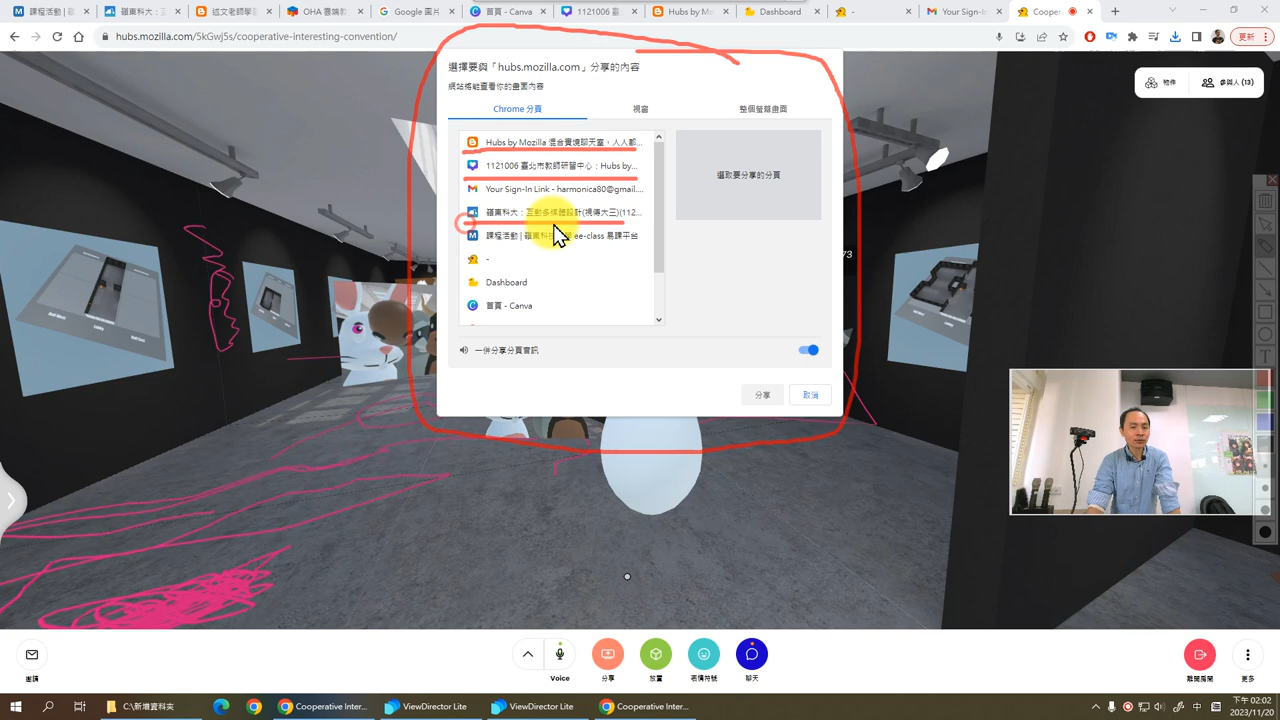 課程活動 | 嶺
嶺東科大：互
述文老師學
OHA 雲端教
Google 圖片
首頁 - Canva
1121006 臺
Hubs by Mo
Dashboard
-
Your Sign-In
Cooper
hubs.mozilla.com/5kGwj5s/cooperative-interesting-convention/
更新
選擇要與「hubs.mozilla.com」分享的內容
網站將能查看你的畫面內容
Chrome 分頁
視窗
整個螢幕畫面
物件
參與人 (13)
Hubs by Mozilla 混合實境聊天室，人人都...
1121006 臺北市教師研習中心：Hubs by...
選取要分享的分頁
Your Sign-In Link - harmonica80@gmail....
嶺東科大：互動多媒體設計(視傳大三)(112...
課程活動 | 嶺東科技 ee-class 易課平台
-
73
Dashboard
首頁 - Canva
一併分享分頁音訊
分享
取消
邀請
Voice
分享
放置
表情符號
聊天
離開房間
更多
C:\新增資料夾
Cooperative Inter...
ViewDirector Lite
ViewDirector Lite
Cooperative Inter...
中
下午 02:02
2023/11/20